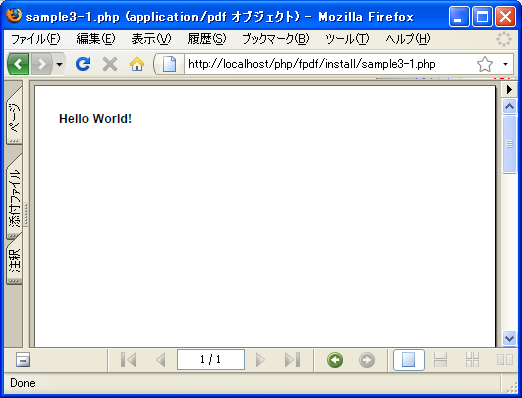 sample3-1.php (application/pdf オブジェクト) - Mozilla Firefox
ファイル(F) 編集(E) 表示(V) 履歴(S) ブックマーク(B) ツール(T) ヘルプ(H)
http://localhost/php/fpdf/install/sample3-1.php
ページ
添付ファイル
注釈
Hello World!
1 / 1
Done